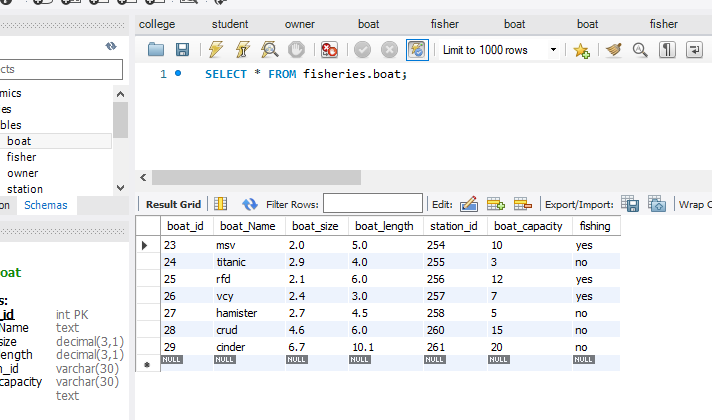 college student owner boat fisher boat boat fisher
Limit to 1000 rows
cts
1 SELECT * FROM fisheries.boat;
mics
es
bles
boat
fisher
owner
station
on Schemas
Result Grid Filter Rows: Edit: Export/Import: Wrap C
boat_id boat_Name boat_size boat_length station_id boat_capacity fishing
23 msv 2.0 5.0 254 10 yes
24 titanic 2.9 4.0 255 3 no
25 rfd 2.1 6.0 256 12 yes
26 vcy 2.4 3.0 257 7 yes
27 hamister 2.7 4.5 258 5 no
28 crud 4.6 6.0 260 15 no
29 cinder 6.7 10.1 261 20 no
NULL NULL NULL NULL NULL NULL NULL
oat
s:
_id int PK
Name text
size decimal(3,1)
ength decimal(3,1)
n_id varchar(30)
capacity varchar(30)
text